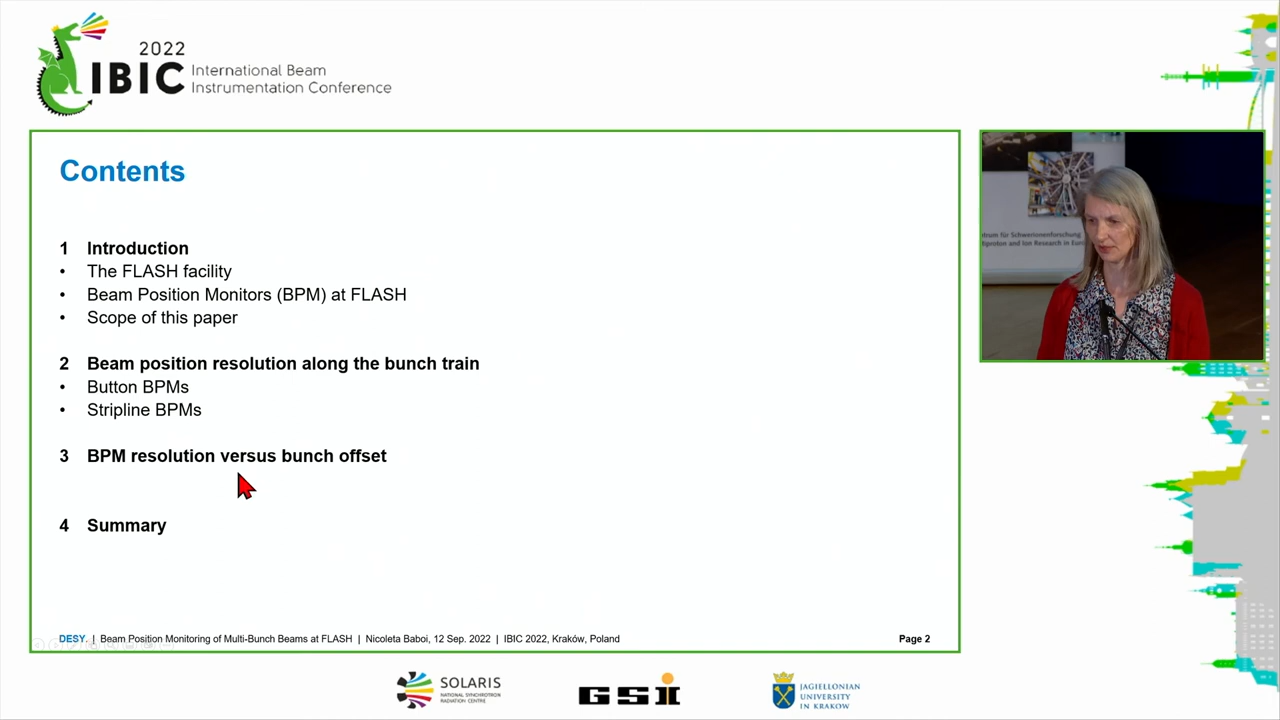 2022
IBIC
International Beam
Instrumentation Conference
Contents
1 Introduction
• The FLASH facility
• Beam Position Monitors (BPM) at FLASH
• Scope of this paper
2 Beam position resolution along the bunch train
• Button BPMs
• Stripline BPMs
3 BPM resolution versus bunch offset
4 Summary
DESY. | Beam Position Monitoring of Multi-Bunch Beams at FLASH | Nicoleta Baboi, 12 Sep. 2022 | IBIC 2022, Kraków, Poland
Page 2
SOLARIS
NATIONAL SYNCHROTRON
RADIATION CENTRE
GSI
JAGIELLONIAN
UNIVERSITY
IN KRAKOW